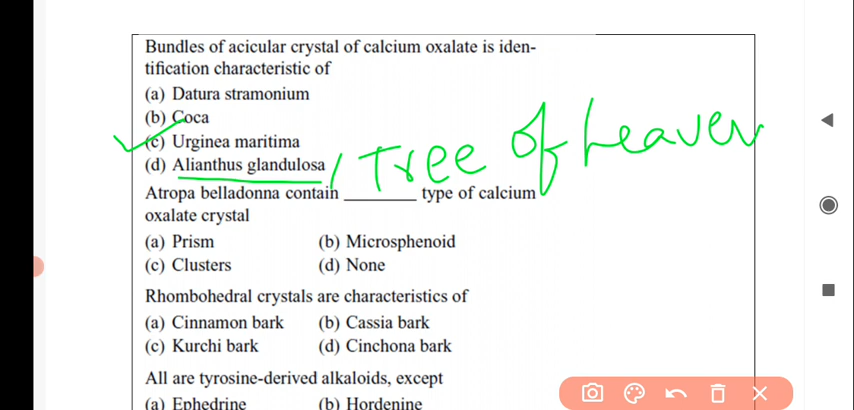 Bundles of acicular crystal of calcium oxalate is iden-
tification characteristic of
(a) Datura stramonium
(b) Coca
(c) Urginea maritima
(d) Alianthus glandulosa / Tree of heaven
Atropa belladonna contain ________ type of calcium
oxalate crystal
(a) Prism (b) Microsphenoid
(c) Clusters (d) None
Rhombohedral crystals are characteristics of
(a) Cinnamon bark (b) Cassia bark
(c) Kurchi bark (d) Cinchona bark
All are tyrosine-derived alkaloids, except
(a) Ephedrine (b) Hordenine